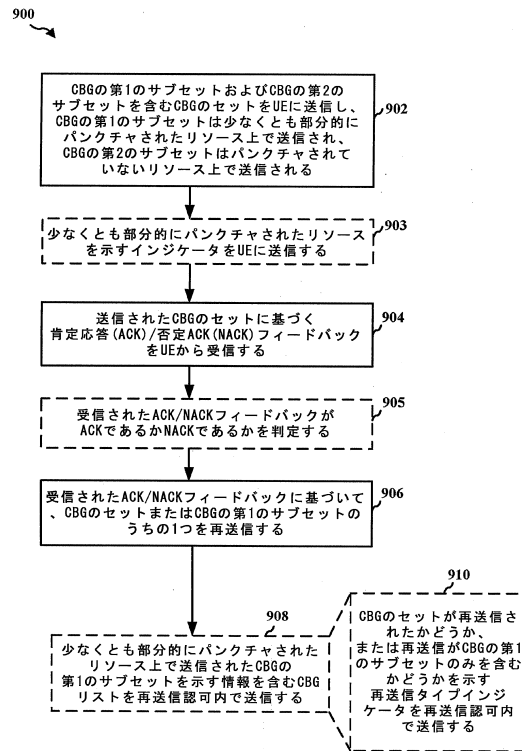 900
CBGの第1のサブセットおよびCBGの第2の
サブセットを含むCBGのセットをUEに送信し、
CBGの第1のサブセットは少なくとも部分的に
パンクチャされたリソース上で送信され、
CBGの第2のサブセットはパンクチャされて
いないリソース上で送信される
902
少なくとも部分的にパンクチャされたリソース
を示すインジケータをUEに送信する
903
送信されたCBGのセットに基づく
肯定応答(ACK)/否定ACK(NACK)フィードバック
をUEから受信する
904
受信されたACK/NACKフィードバックが
ACKであるかNACKであるかを判定する
905
受信されたACK/NACKフィードバックに基づいて
、CBGのセットまたはCBGの第1のサブセットの
うちの1つを再送信する
906
少なくとも部分的にパンクチャされた
リソース上で送信されたCBGの
第1のサブセットを示す情報を含むCBG
リストを再送信認可内で送信する
908
910
CBGのセットが再送信さ
れたかどうか、
または再送信がCBGの第1
のサブセットのみを含む
かどうかを示す
再送信タイプインジ
ケータを再送信認可内
で送信する